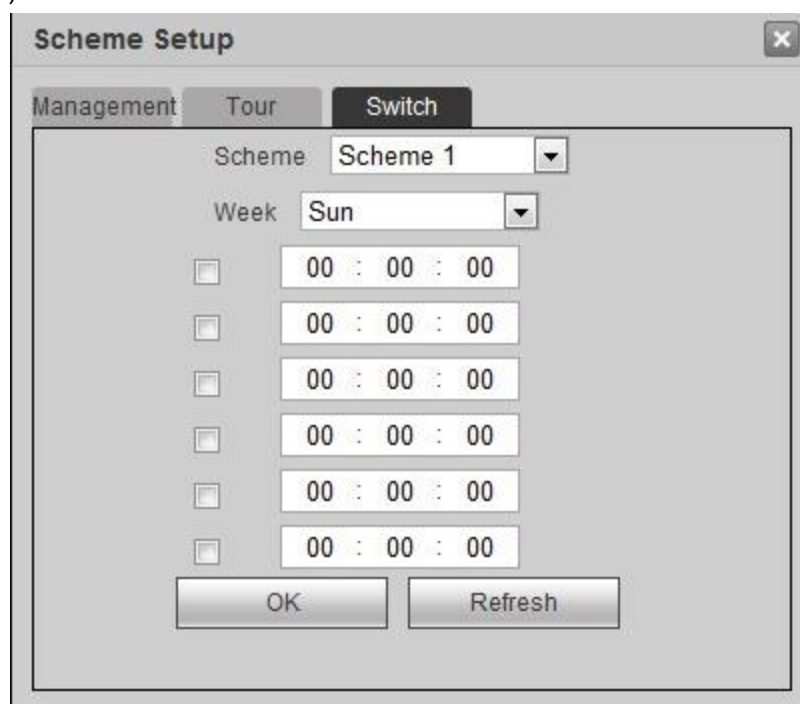 Scheme Setup
Management Tour Switch
Scheme Scheme 1
Week Sun
00 : 00 : 00
00 : 00 : 00
00 : 00 : 00
00 : 00 : 00
00 : 00 : 00
00 : 00 : 00
OK Refresh